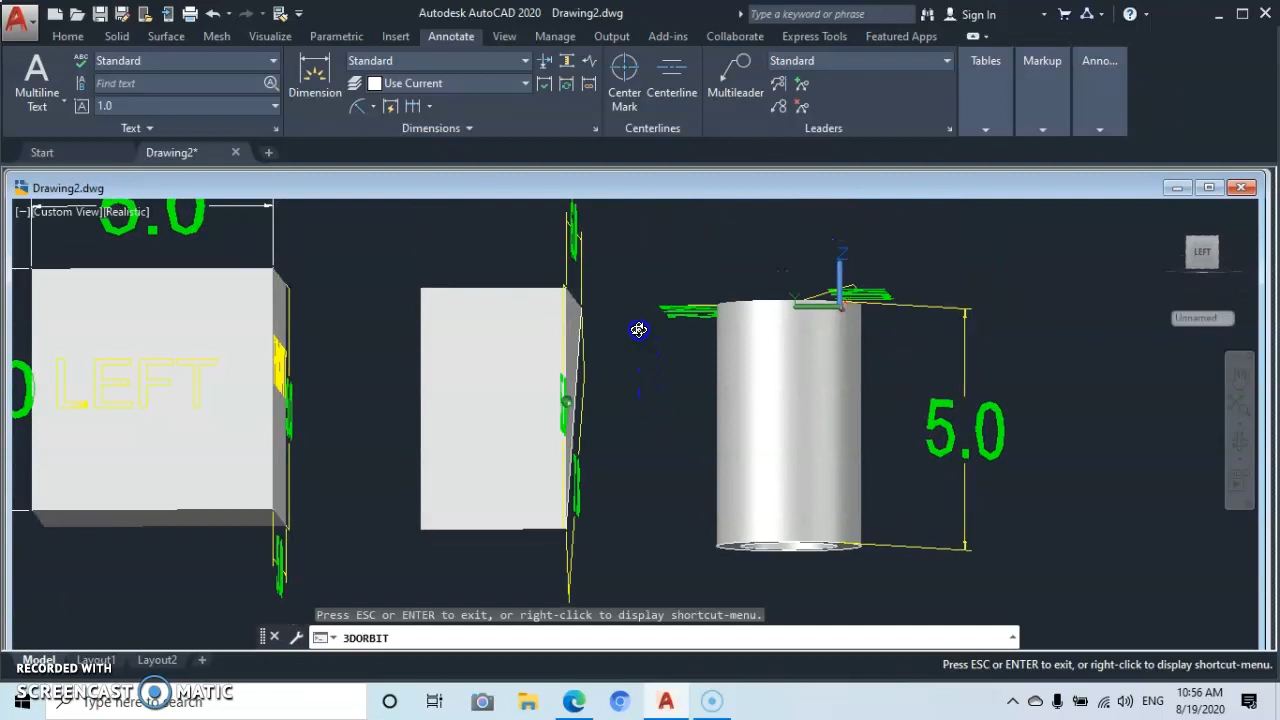 Autodesk AutoCAD 2020 Drawing2.dwg
Type a keyword or phrase
Sign In
Home Solid Surface Mesh Visualize Parametric Insert Annotate View Manage Output Add-ins Collaborate Express Tools Featured Apps
Multiline
Text
Standard
Find text
1.0
Text
Dimension
Standard
Use Current
Dimensions
Center
Mark
Centerline
Centerlines
Multileader
Standard
Leaders
Tables
Markup
Anno...
Start
Drawing2*
Drawing2.dwg
[−][Custom View][Realistic]
5.0
LEFT
LEFT
Z
Y
Unnamed
5.0
Press ESC or ENTER to exit, or right-click to display shortcut-menu.
3DORBIT
Model Layout1 Layout2
Press ESC or ENTER to exit, or right-click to display shortcut-menu.
RECORDED WITH
SCREENCAST MATIC
Type here to search
ENG
10:56 AM
8/19/2020